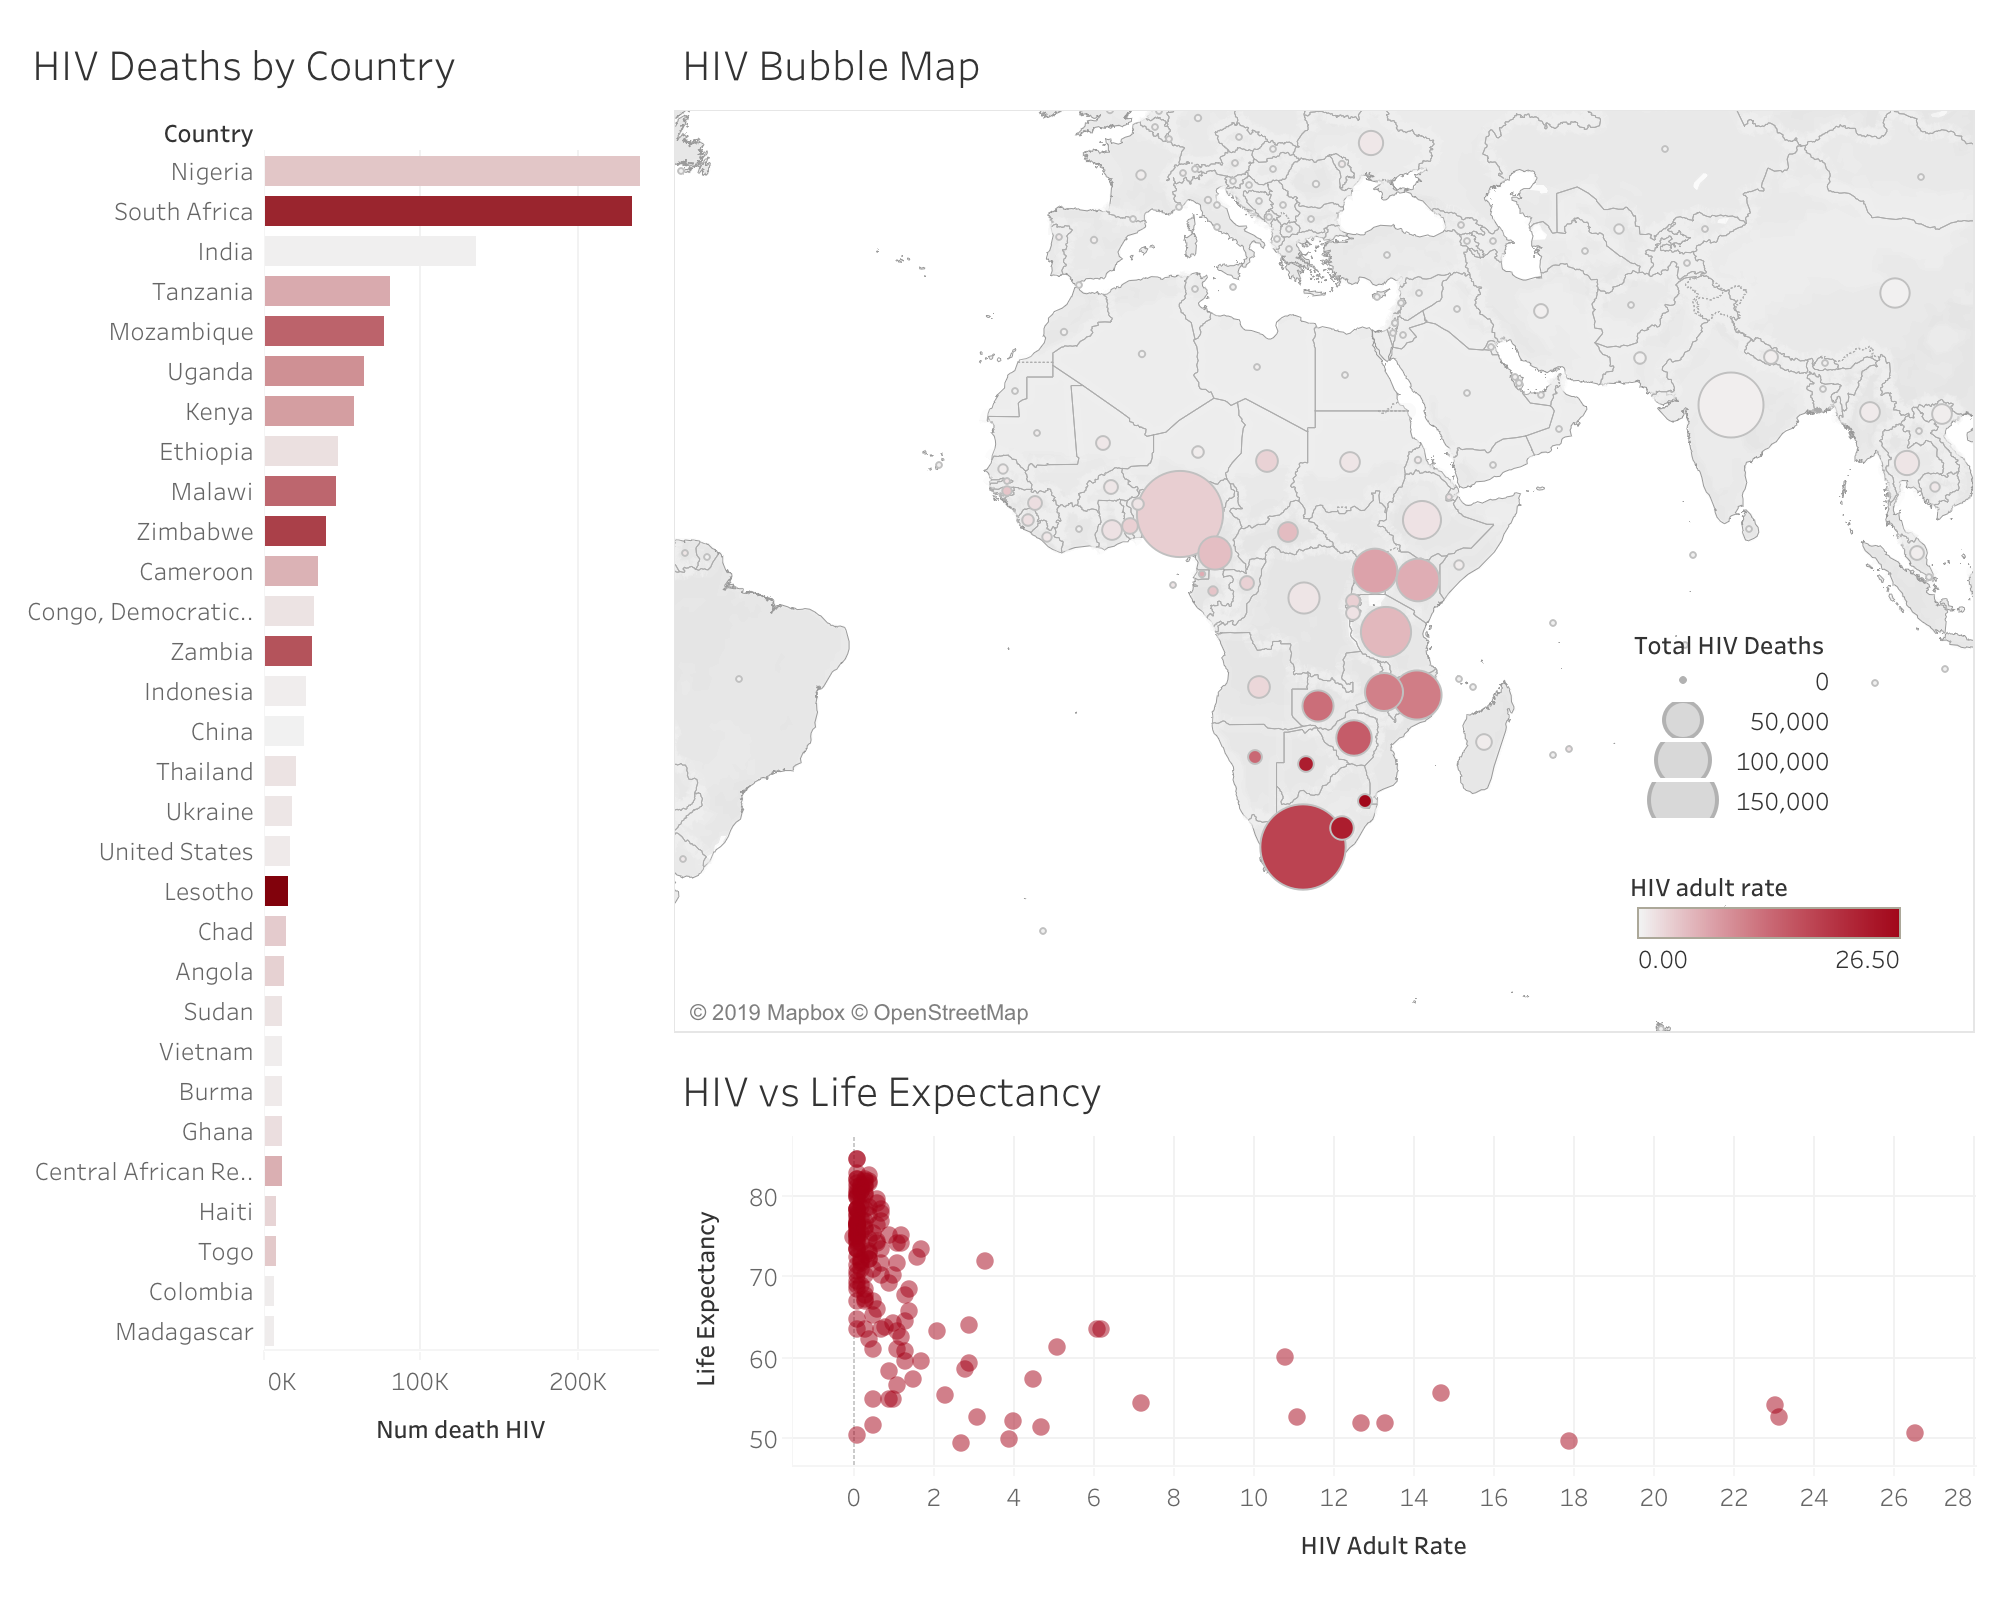 HIV Deaths by Country
Country
Nigeria
South Africa
India
Tanzania
Mozambique
Uganda
Kenya
Ethiopia
Malawi
Zimbabwe
Cameroon
Congo, Democratic..
Zambia
Indonesia
China
Thailand
Ukraine
United States
Lesotho
Chad
Angola
Sudan
Vietnam
Burma
Ghana
Central African Re..
Haiti
Togo
Colombia
Madagascar
0K 100K 200K
Num death HIV
HIV Bubble Map
Total HIV Deaths
0
50,000
100,000
150,000
HIV adult rate
0.00 26.50
© 2019 Mapbox © OpenStreetMap
HIV vs Life Expectancy
Life Expectancy
80
70
60
50
0 2 4 6 8 10 12 14 16 18 20 22 24 26 28
HIV Adult Rate